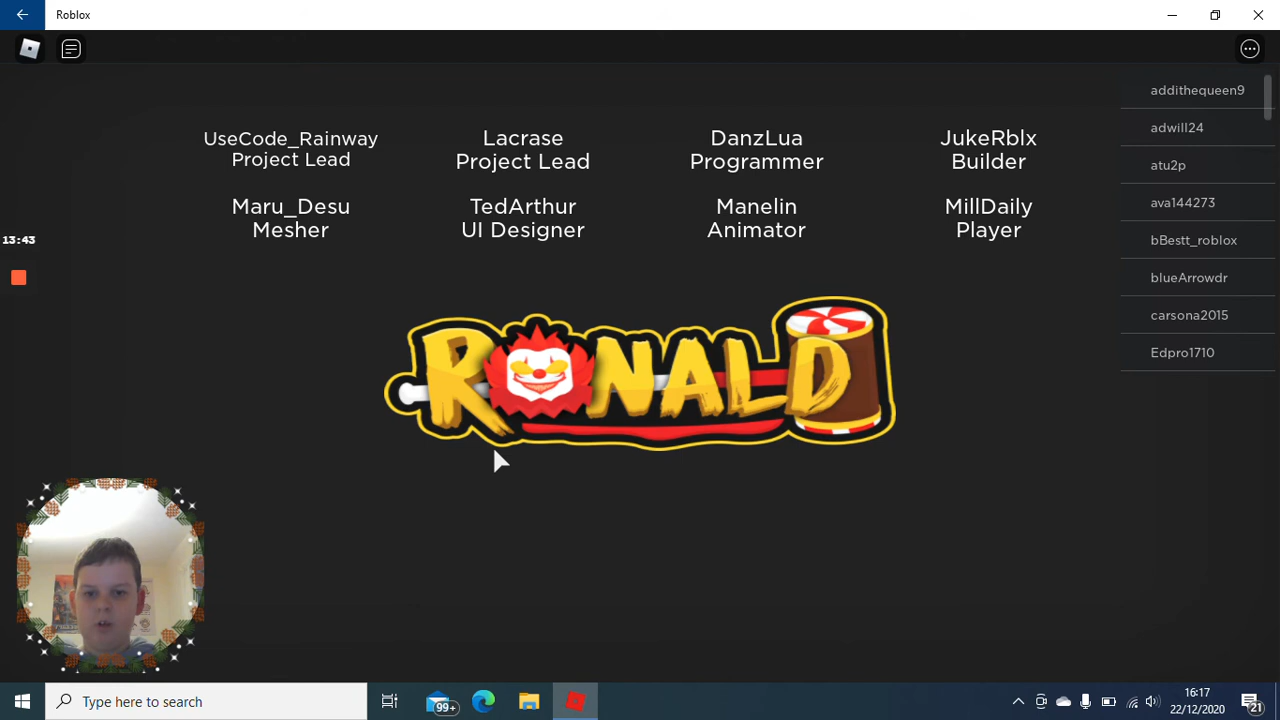 Roblox
addithequeen9
UseCode_Rainway
Project Lead
Lacrase
Project Lead
DanzLua
Programmer
JukeRblx
Builder
adwill24
atu2p
Maru_Desu
Mesher
TedArthur
UI Designer
Manelin
Animator
MillDaily
Player
ava144273
13:43
bBestt_roblox
blueArrowdr
carsona2015
Edpro1710
RONALD
Type here to search
99+
16:17
22/12/2020
21